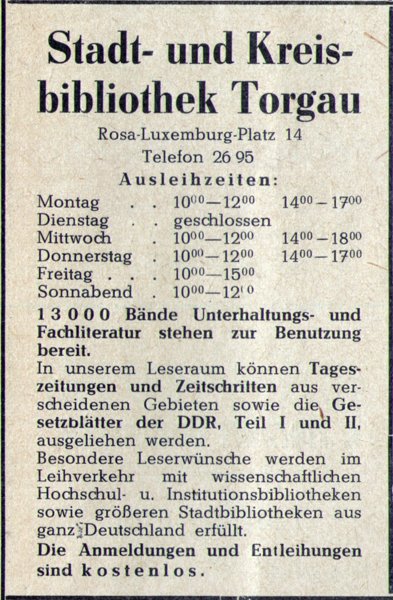 Stadt- und Kreis-
bibliothek Torgau
Rosa-Luxemburg-Platz 14
Telefon 26 95
Ausleihzeiten:
Montag . . 10⁰⁰—12⁰⁰ 14⁰⁰—17⁰⁰
Dienstag . . geschlossen
Mittwoch . 10⁰⁰—12⁰⁰ 14⁰⁰—18⁰⁰
Donnerstag . 10⁰⁰—12⁰⁰ 14⁰⁰—17⁰⁰
Freitag . . . 10⁰⁰—15⁰⁰
Sonnabend . 10⁰⁰—12⁰⁰
13000 Bände Unterhaltungs- und
Fachliteratur stehen zur Benutzung
bereit.
In unserem Leseraum können Tages-
zeitungen und Zeitschriften aus ver-
scheidenen Gebieten sowie die Ge-
setzblätter der DDR, Teil I und II,
ausgeliehen werden.
Besondere Leserwünsche werden im
Leihverkehr mit wissenschaftlichen
Hochschul- u. Institutionsbibliotheken
sowie größeren Stadtbibliotheken aus
ganz Deutschland erfüllt.
Die Anmeldungen und Entleihungen
sind kostenlos.